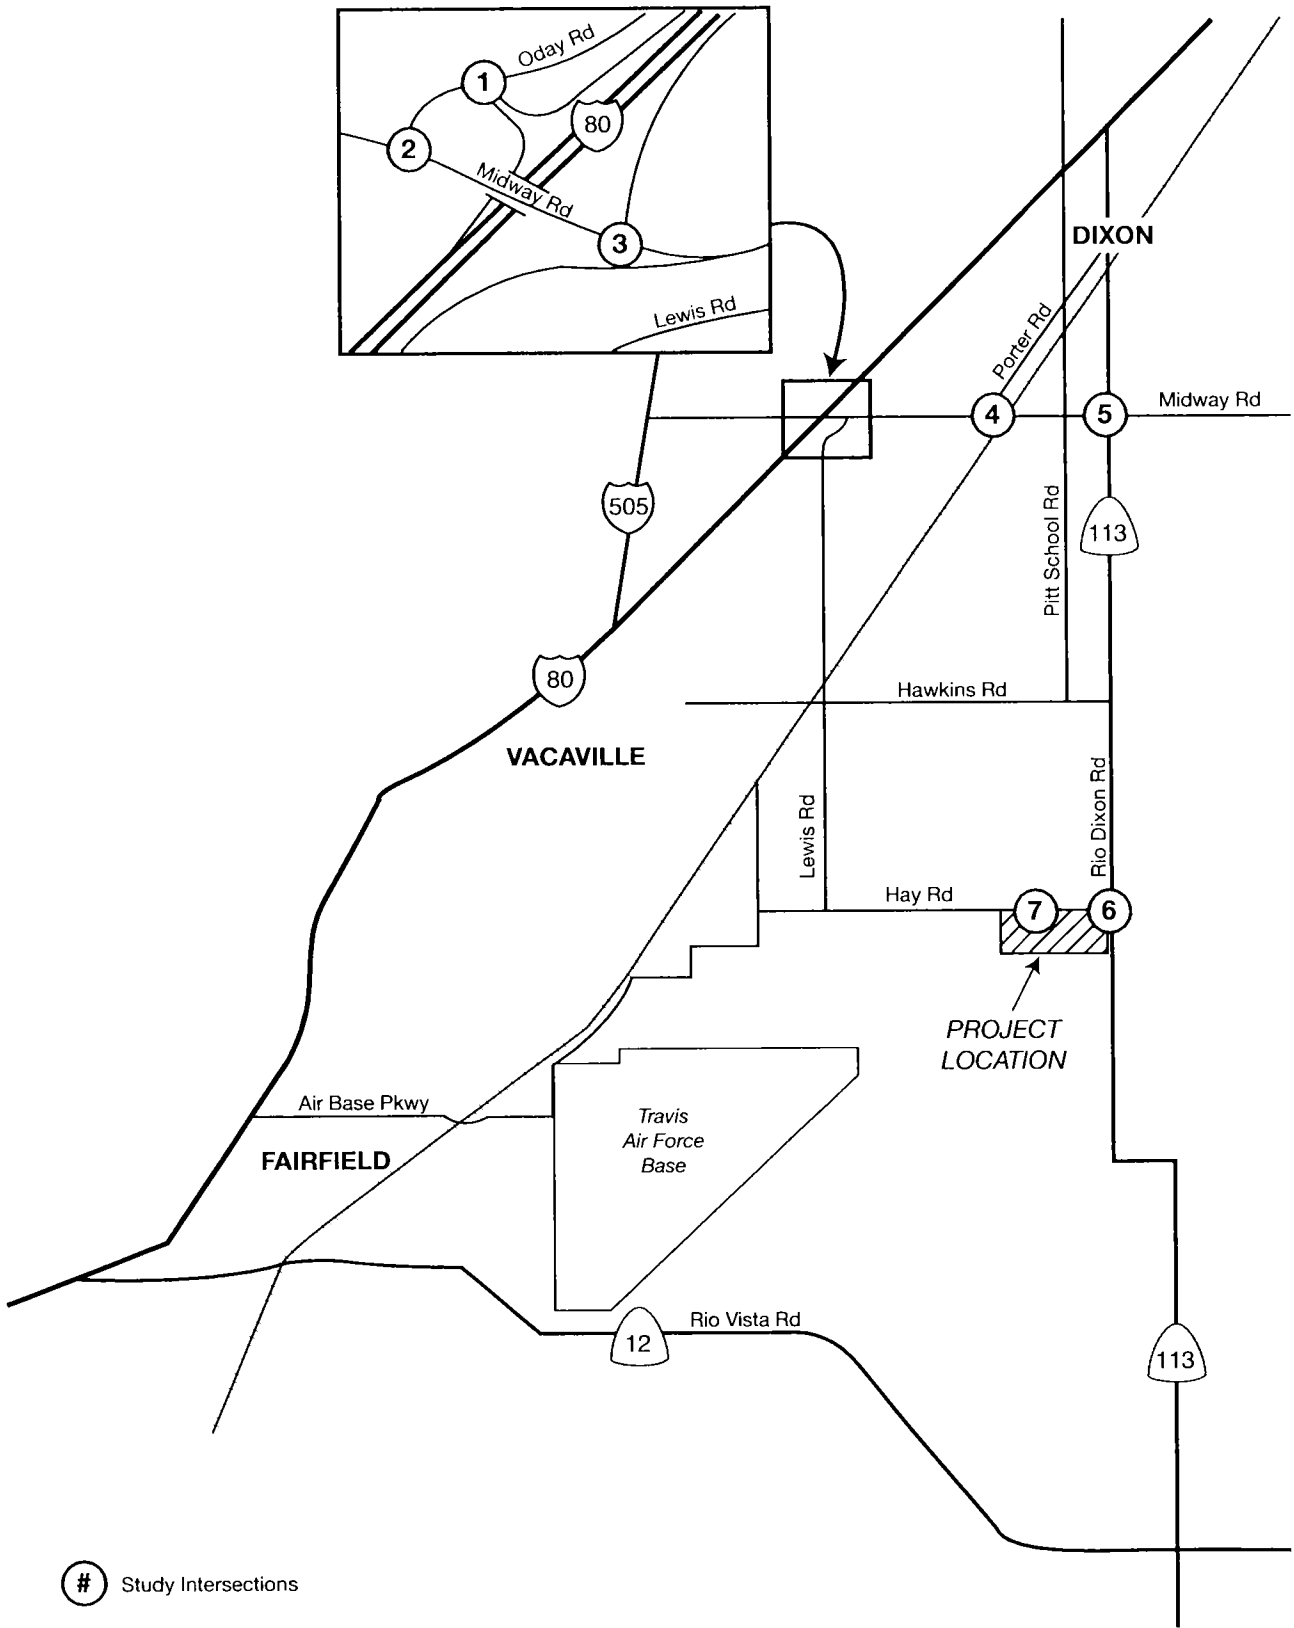 Oday Rd
1
80
2
Midway Rd
3
Lewis Rd
DIXON
Porter Rd
4
5
Midway Rd
505
113
Pitt School Rd
80
Hawkins Rd
VACAVILLE
Lewis Rd
Rio Dixon Rd
Hay Rd
7
6
PROJECT
LOCATION
Air Base Pkwy
Travis
Air Force
Base
FAIRFIELD
Rio Vista Rd
12
113
# Study Intersections